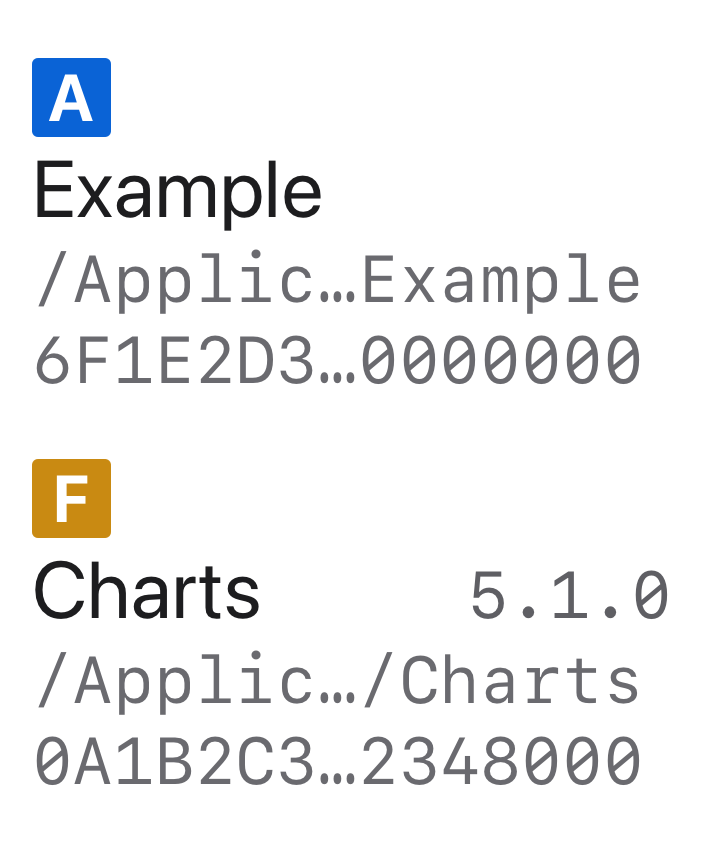 A
Example
/Applic…Example
6F1E2D3…0000000
F
Charts 5.1.0
/Applic…/Charts
0A1B2C3…2348000